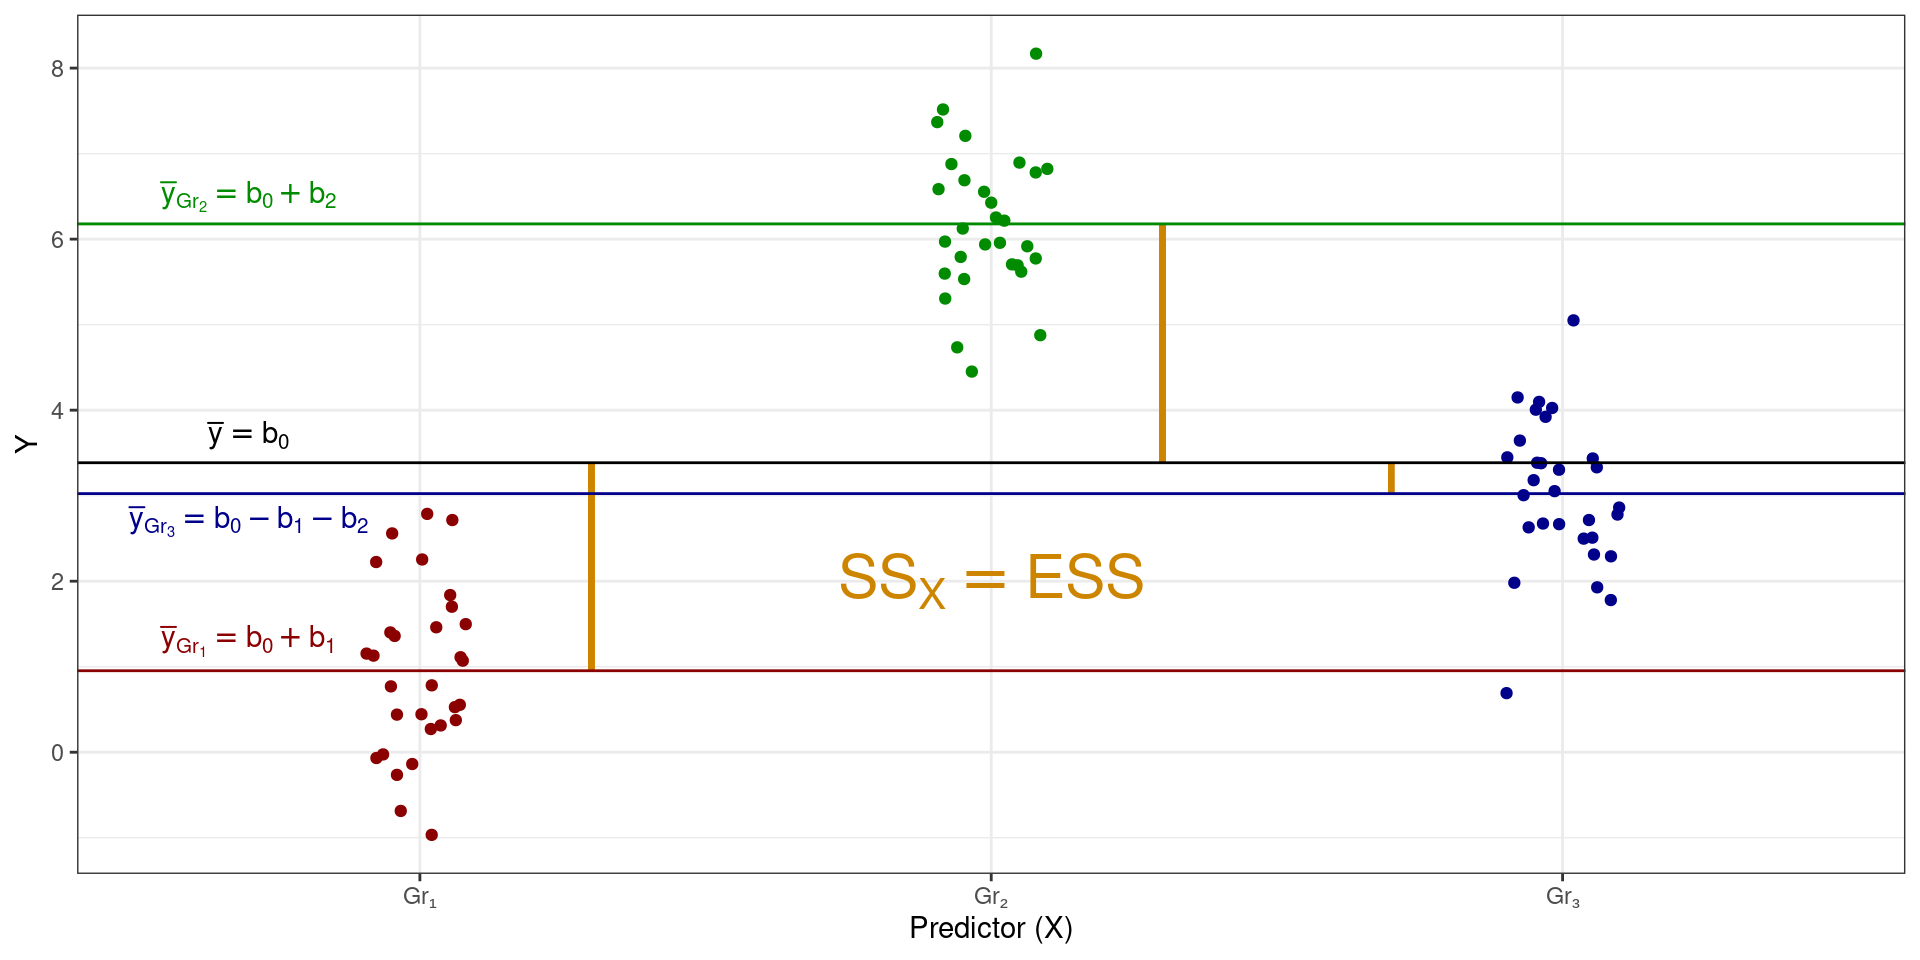 8
ȳGr₂ = b₀ + b₂
6
4
ȳ = b₀
Y
ȳGr₃ = b₀ − b₁ − b₂
SSX = ESS
2
ȳGr₁ = b₀ + b₁
0
Gr₁ Gr₂ Gr₃
Predictor (X)